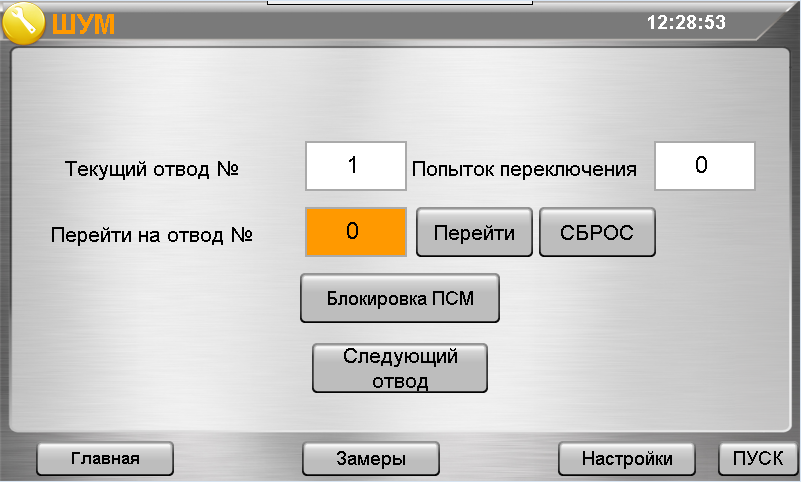 ШУМ 12:28:53
Текущий отвод № 1 Попыток переключения 0
Перейти на отвод № 0 Перейти СБРОС
Блокировка ПСМ
Следующий
отвод
Главная Замеры Настройки ПУСК